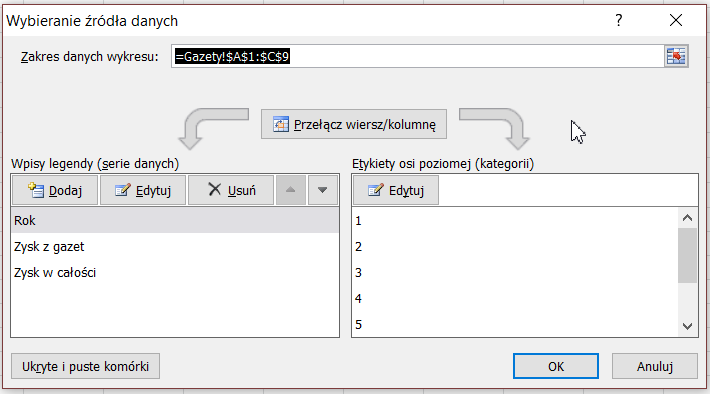 Wybieranie źródła danych
?
Zakres danych wykresu: =Gazety!$A$1:$C$9
Przełącz wiersz/kolumnę
Wpisy legendy (serie danych)
Dodaj Edytuj Usuń
Rok
Zysk z gazet
Zysk w całości
Etykiety osi poziomej (kategorii)
Edytuj
1
2
3
4
5
Ukryte i puste komórki
OK Anuluj